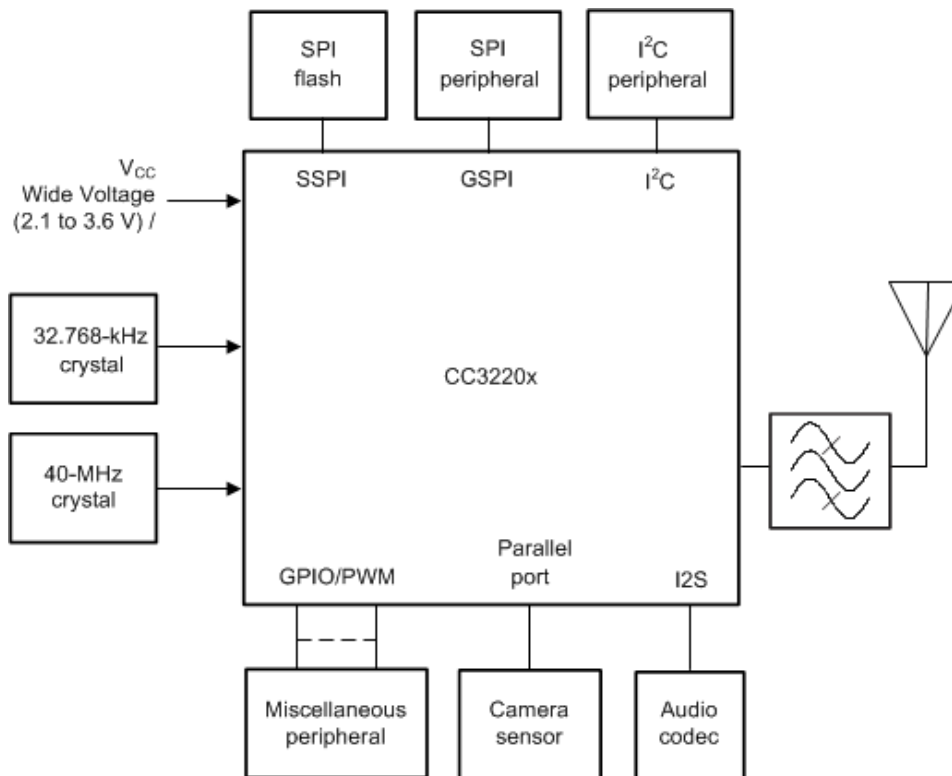 SPI
flash
SPI
peripheral
I²C
peripheral
V_CC
Wide Voltage
(2.1 to 3.6 V) /
SSPI
GSPI
I²C
32.768-kHz
crystal
CC3220x
40-MHz
crystal
GPIO/PWM
Parallel
port
I2S
Miscellaneous
peripheral
Camera
sensor
Audio
codec